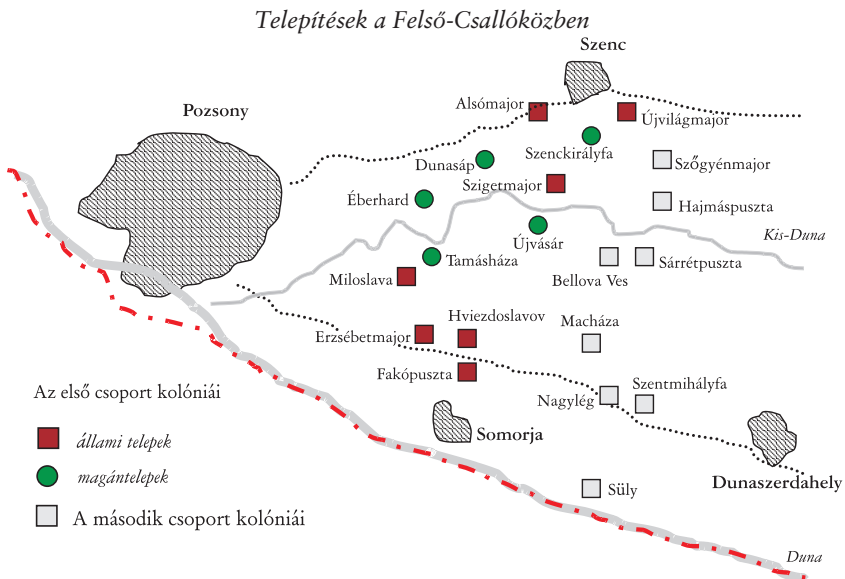 Telepítések a Felső-Csallóközben
Szenc
Pozsony
Alsómajor
Újvilágmajor
Szenckirályfa
Dunasáp
Szőgyénmajor
Szigetmajor
Éberhard
Hajmáspuszta
Újvásár
Kis-Duna
Tamásháza
Bellova Ves
Sárrétpuszta
Miloslava
Hviezdoslavov
Macháza
Erzsébetmajor
Fakópuszta
Szentmihályfa
Nagylég
Az első csoport kolóniái
állami telepek
magántelepek
A második csoport kolóniái
Somorja
Dunaszerdahely
Süly
Duna